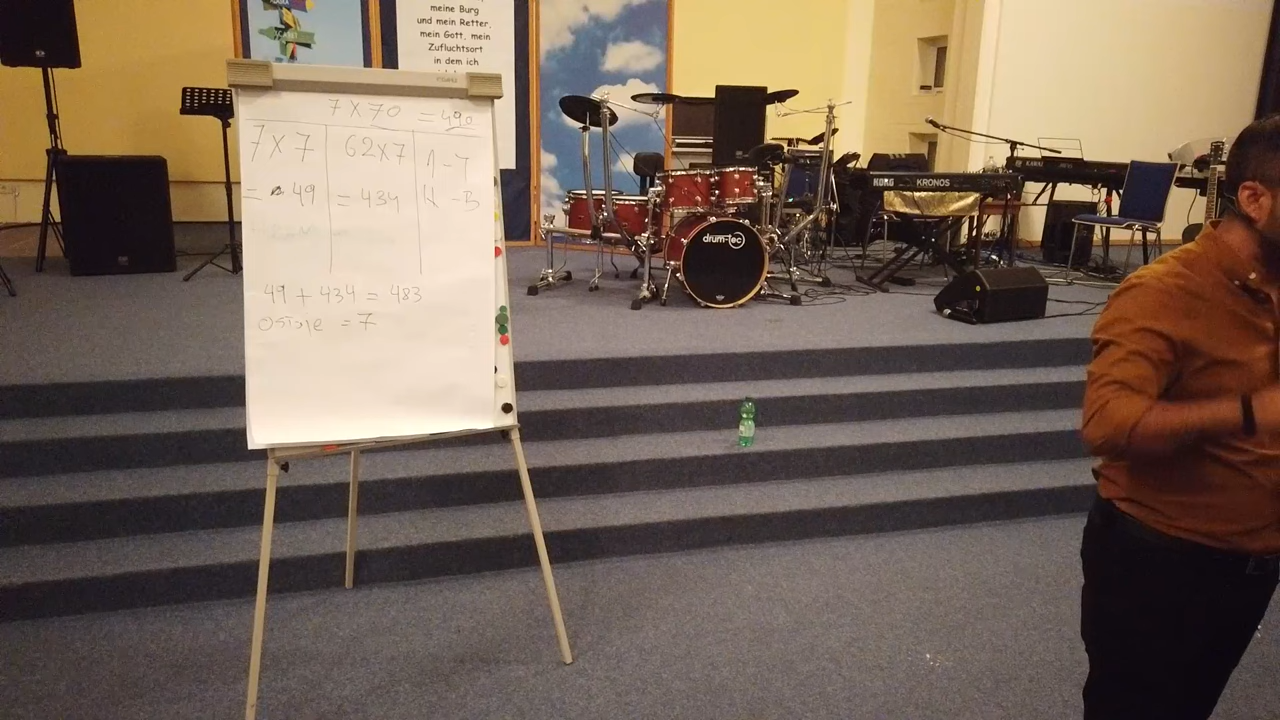 meine Burg
und mein Retter,
mein Gott, mein
Zufluchtsort
in dem ich
7 X 70 = 490
7 X 7
= 49
62 X 7
= 434
1 - 7
49 + 434 = 483
= 7
drum-tec
KORG KRONOS
KAWAI